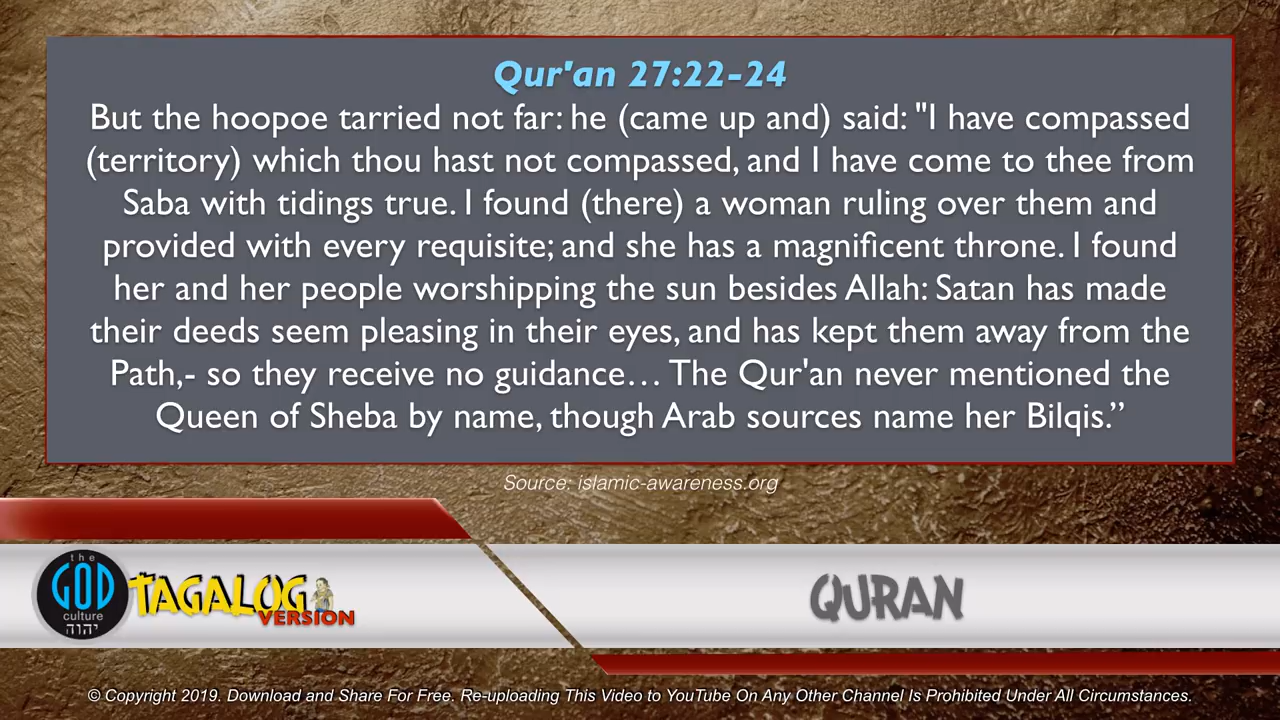 Qur'an 27:22-24
But the hoopoe tarried not far: he (came up and) said: "I have compassed
(territory) which thou hast not compassed, and I have come to thee from
Saba with tidings true. I found (there) a woman ruling over them and
provided with every requisite; and she has a magnificent throne. I found
her and her people worshipping the sun besides Allah: Satan has made
their deeds seem pleasing in their eyes, and has kept them away from the
Path,- so they receive no guidance… The Qur'an never mentioned the
Queen of Sheba by name, though Arab sources name her Bilqis.”
Source: islamic-awareness.org
the
GOD
culture
יהוה
TAGALOG
VERSION
QURAN
© Copyright 2019. Download and Share For Free. Re-uploading This Video to YouTube On Any Other Channel Is Prohibited Under All Circumstances.